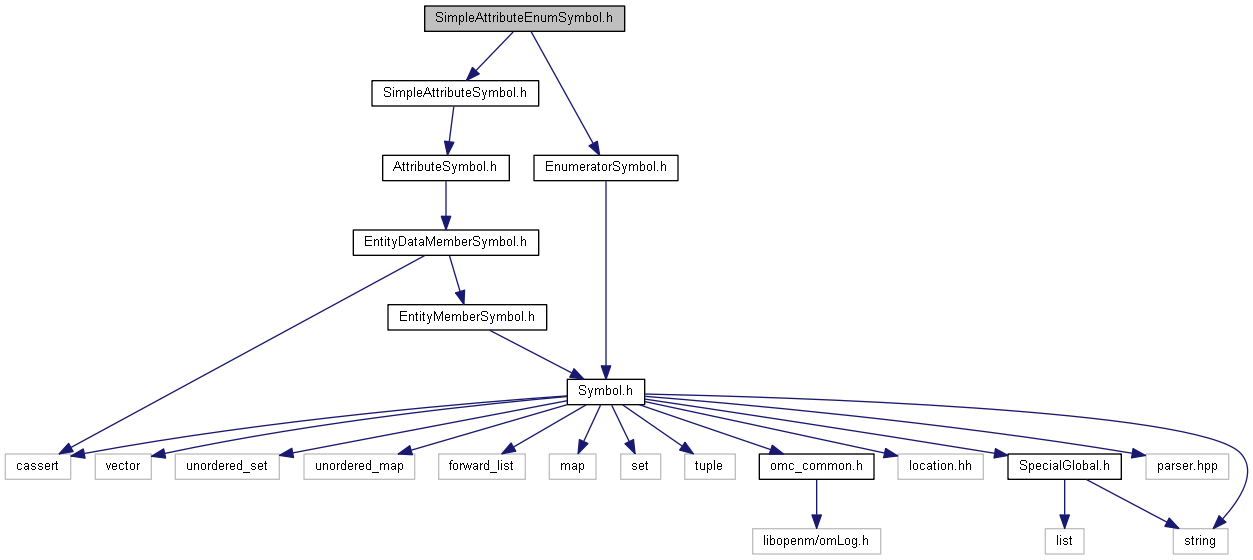 SimpleAttributeEnumSymbol.h
SimpleAttributeSymbol.h
AttributeSymbol.h
EnumeratorSymbol.h
EntityDataMemberSymbol.h
EntityMemberSymbol.h
Symbol.h
cassert
vector
unordered_set
unordered_map
forward_list
map
set
tuple
omc_common.h
location.hh
SpecialGlobal.h
parser.hpp
libopenm/omLog.h
list
string